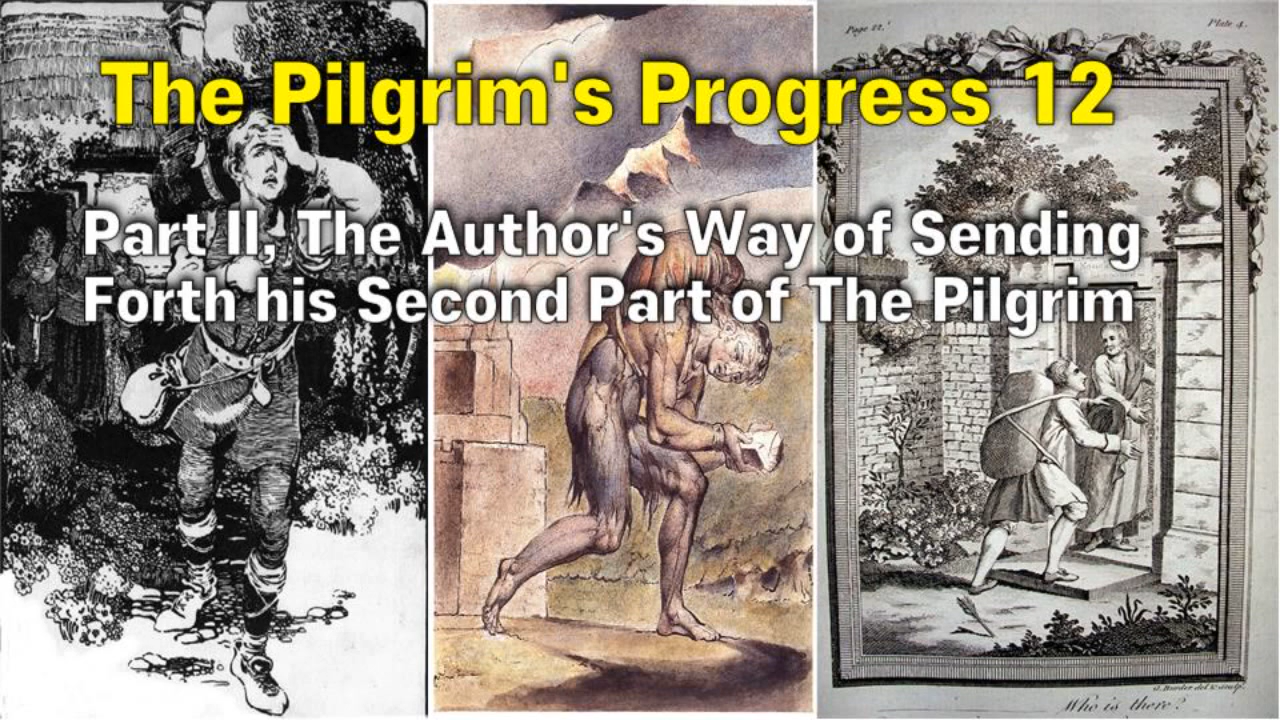 Page 22.
Plate 4.
The Pilgrim's Progress 12
Part II, The Author's Way of Sending
Forth his Second Part of The Pilgrim
Who is there?